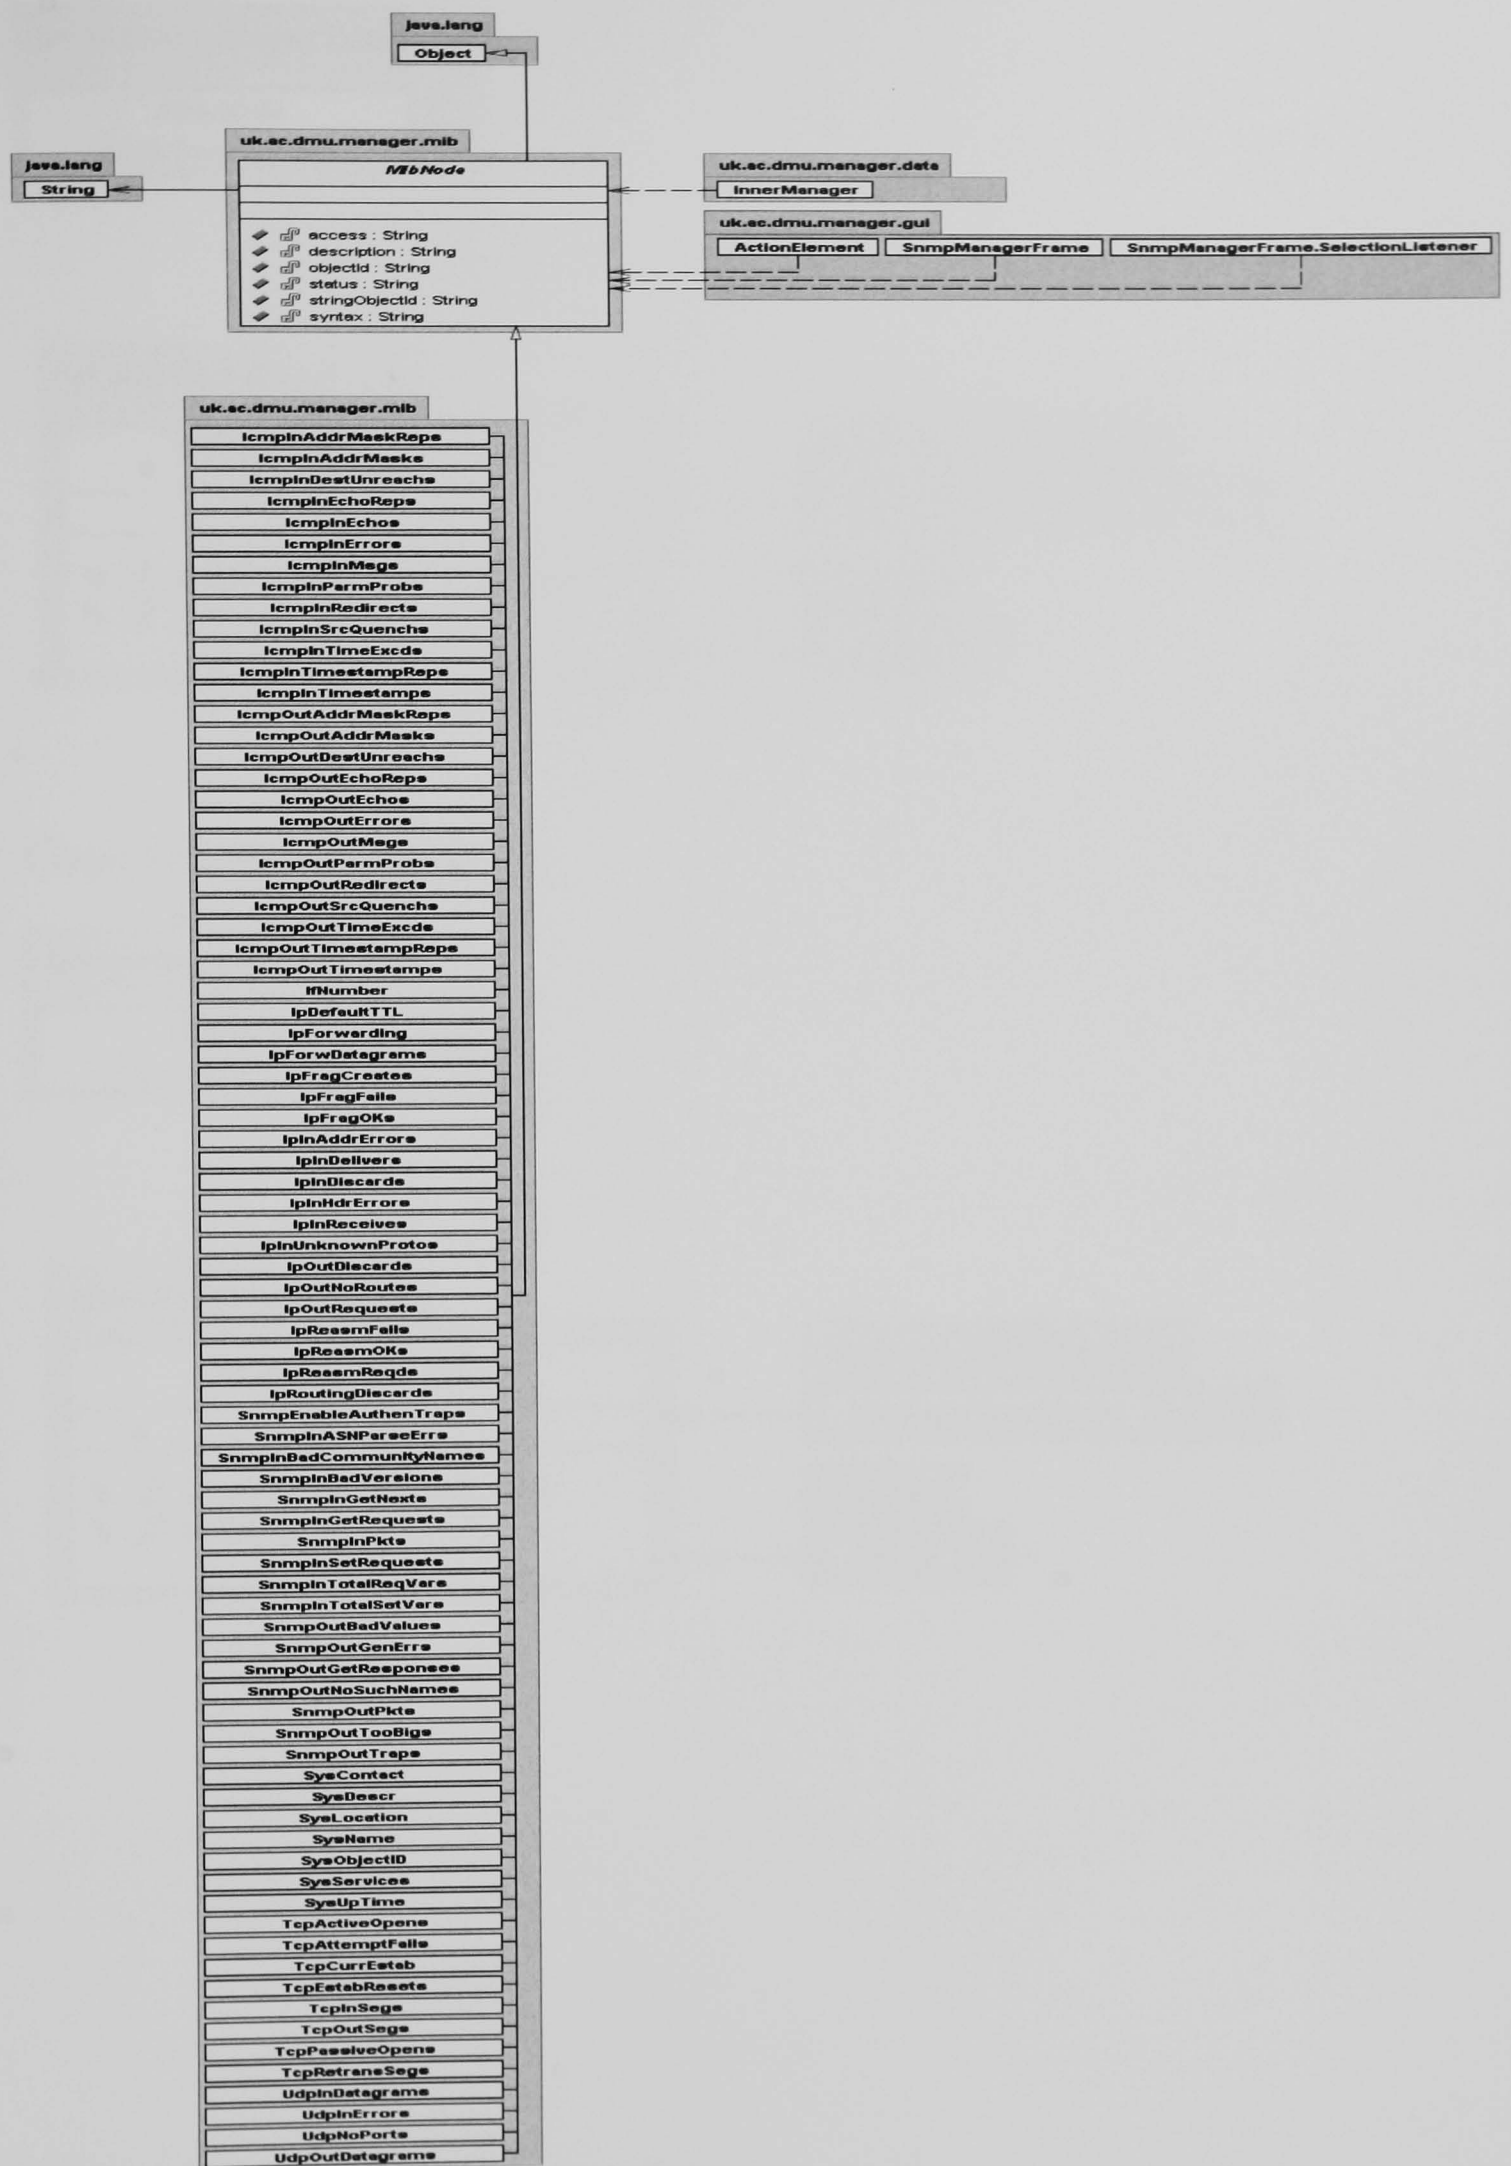 java.lang
Object
uk.ac.dmu.manager.mib
MibNode
java.lang
String
access : String
description : String
objectId : String
status : String
stringObjectId : String
syntax : String
uk.ac.dmu.manager.data
InnerManager
uk.ac.dmu.manager.gui
ActionElement
SnmpManagerFrame
SnmpManagerFrame.SelectionListener
uk.ac.dmu.manager.mib
IcmpInAddrMaskReps
IcmpInAddrMasks
IcmpInDestUnreachs
IcmpInEchoReps
IcmpInEchos
IcmpInErrors
IcmpInMsgs
IcmpInParmProbs
IcmpInRedirects
IcmpInSrcQuenchs
IcmpInTimeExcds
IcmpInTimestampReps
IcmpInTimestamps
IcmpOutAddrMaskReps
IcmpOutAddrMasks
IcmpOutDestUnreachs
IcmpOutEchoReps
IcmpOutEchos
IcmpOutErrors
IcmpOutMsgs
IcmpOutParmProbs
IcmpOutRedirects
IcmpOutSrcQuenchs
IcmpOutTimeExcds
IcmpOutTimestampReps
IcmpOutTimestamps
IfNumber
IpDefaultTTL
IpForwarding
IpForwDatagrams
IpFragCreates
IpFragFails
IpFragOKs
IpInAddrErrors
IpInDelivers
IpInDiscards
IpInHdrErrors
IpInReceives
IpInUnknownProtos
IpOutDiscards
IpOutNoRoutes
IpOutRequests
IpReasmFails
IpReasmOKs
IpReasmReqds
IpRoutingDiscards
SnmpEnableAuthenTraps
SnmpInASNParseErrs
SnmpInBadCommunityNames
SnmpInBadVersions
SnmpInGetNexts
SnmpInGetRequests
SnmpInPkts
SnmpInSetRequests
SnmpInTotalReqVars
SnmpInTotalSetVars
SnmpOutBadValues
SnmpOutGenErrs
SnmpOutGetResponses
SnmpOutNoSuchNames
SnmpOutPkts
SnmpOutTooBigs
SnmpOutTraps
SysContact
SysDescr
SysLocation
SysName
SysObjectID
SysServices
SysUpTime
TcpActiveOpens
TcpAttemptFails
TcpCurrEstab
TcpEstabResets
TcpInSegs
TcpOutSegs
TcpPassiveOpens
TcpRetransSegs
UdpInDatagrams
UdpInErrors
UdpNoPorts
UdpOutDatagrams